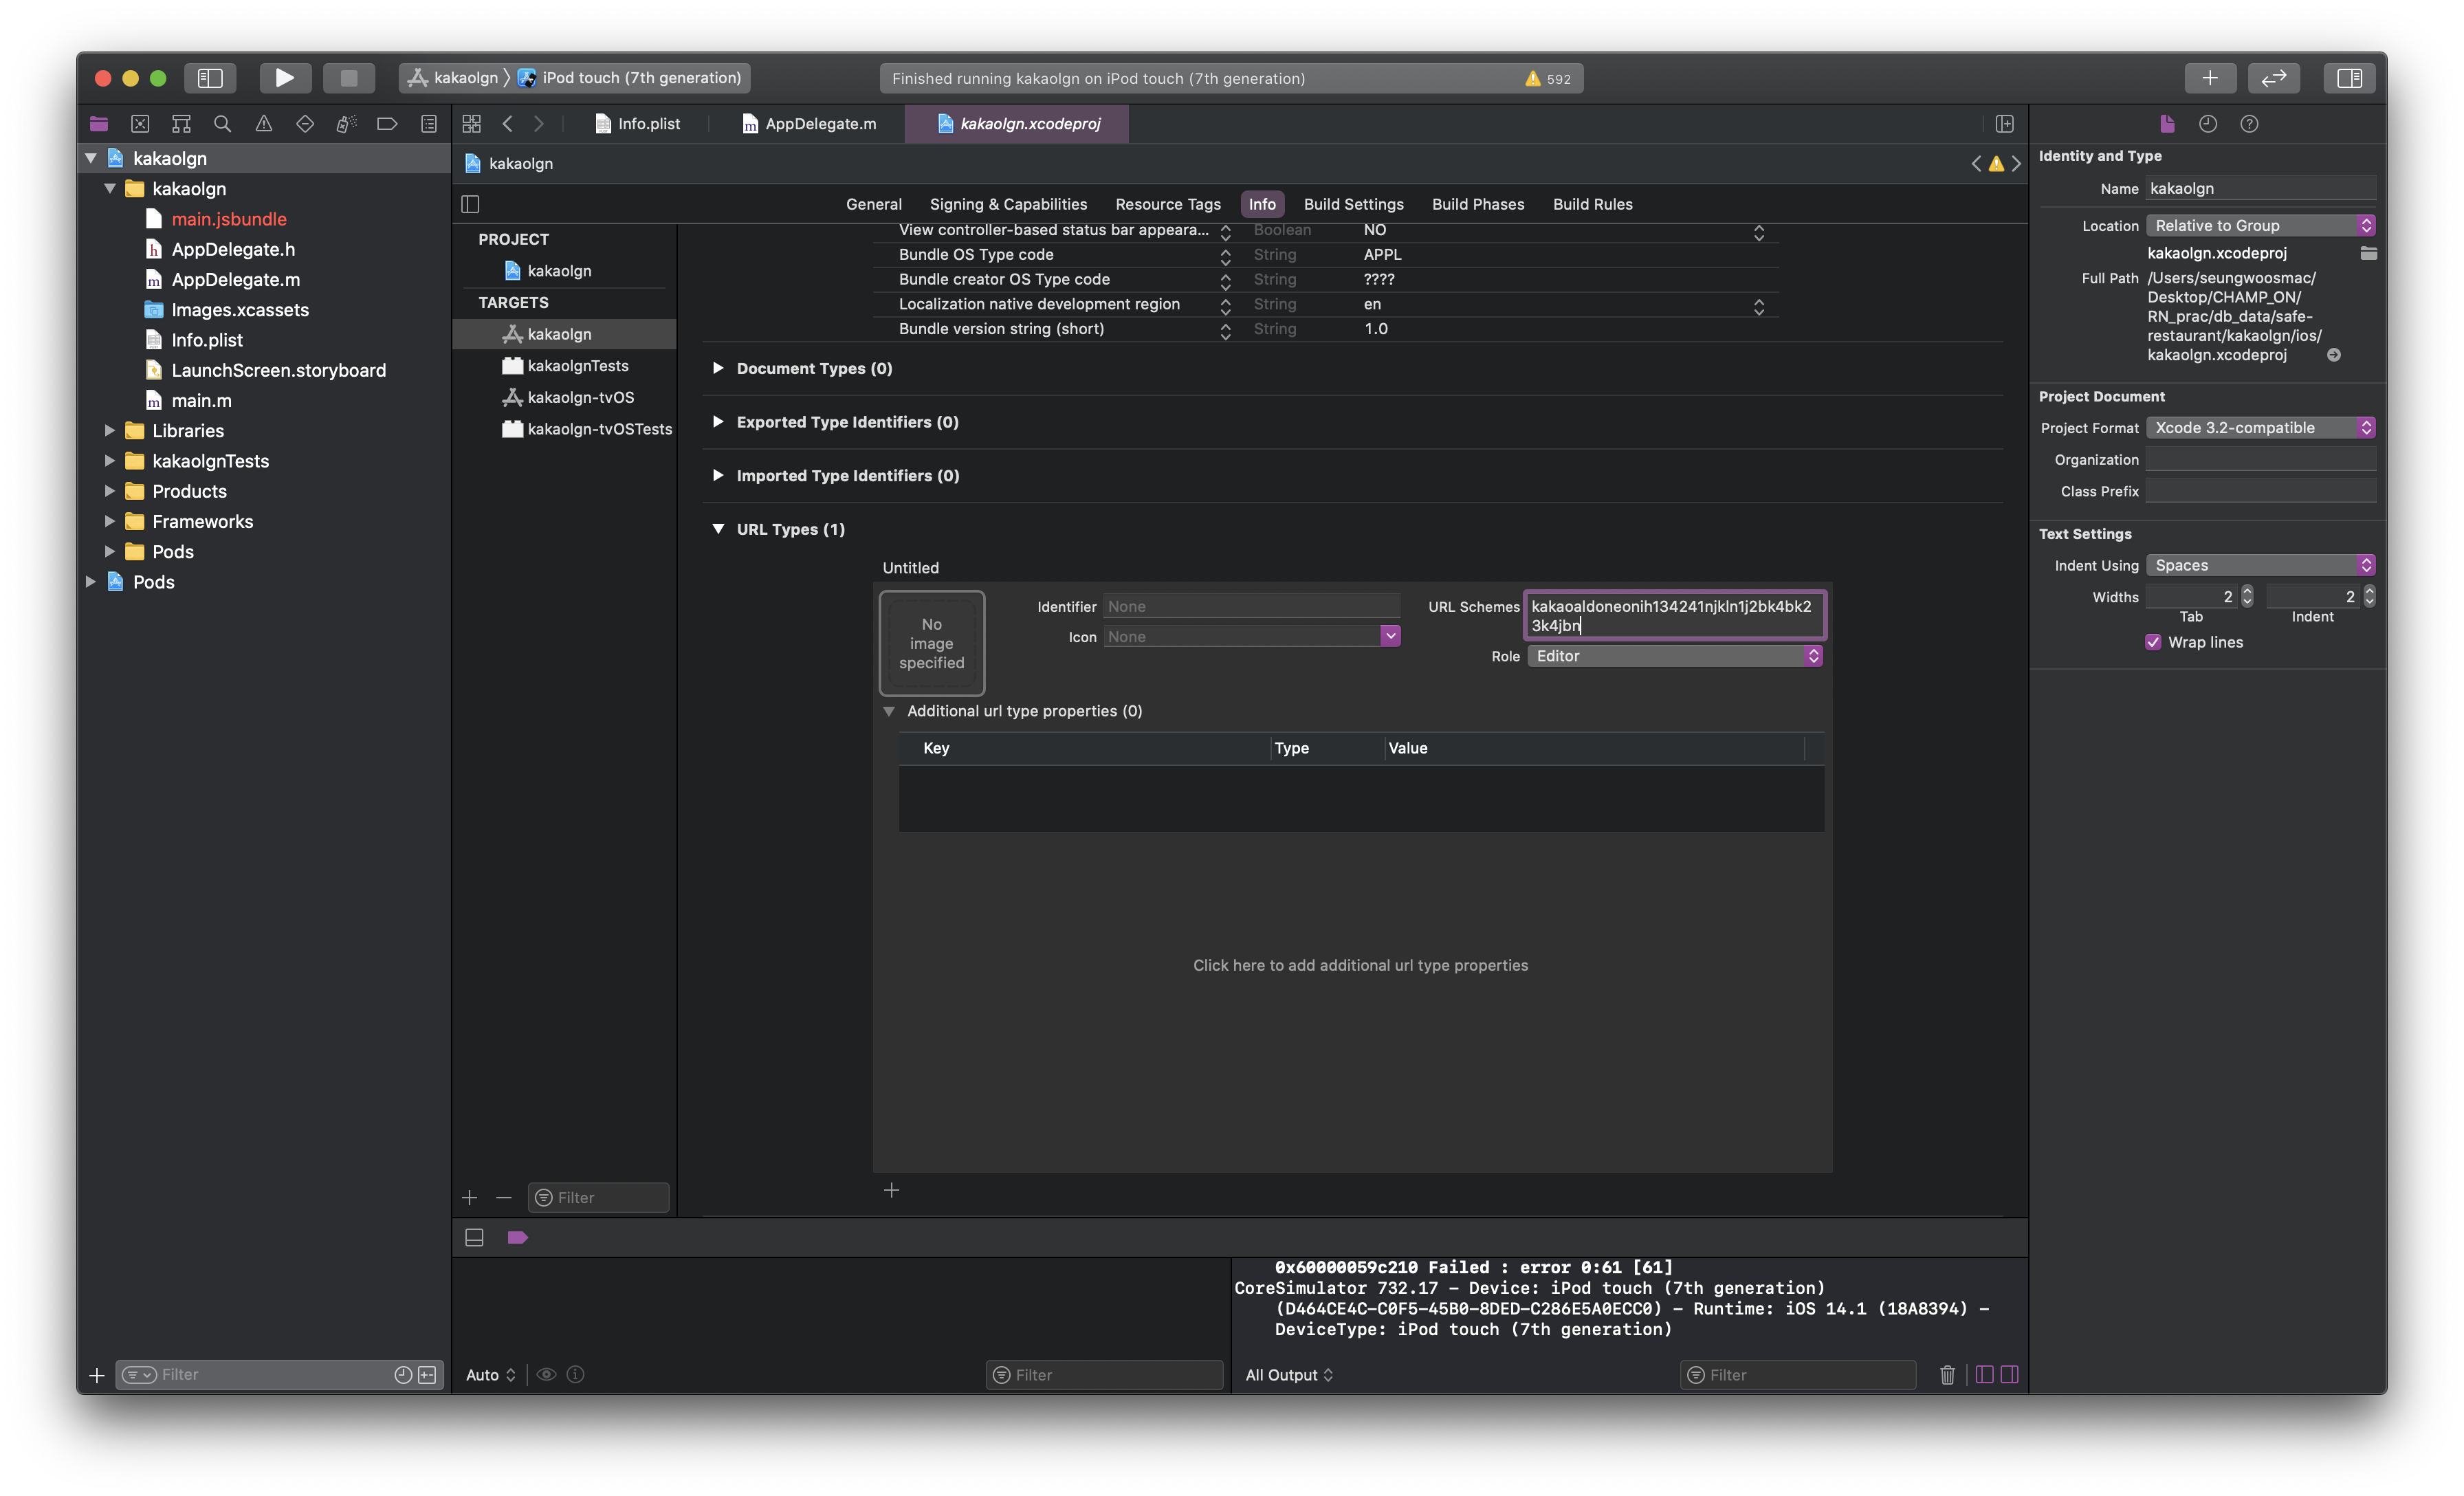 kakaolgn 〉 iPod touch (7th generation)
Finished running kakaolgn on iPod touch (7th generation)
592
Info.plist
AppDelegate.m
kakaolgn.xcodeproj
kakaolgn
kakaolgn
main.jsbundle
AppDelegate.h
AppDelegate.m
Images.xcassets
Info.plist
LaunchScreen.storyboard
main.m
Libraries
kakaolgnTests
Products
Frameworks
Pods
Pods
Filter
kakaolgn
General
Signing & Capabilities
Resource Tags
Info
Build Settings
Build Phases
Build Rules
PROJECT
kakaolgn
TARGETS
kakaolgn
kakaolgnTests
kakaolgn-tvOS
kakaolgn-tvOSTests
Filter
View controller-based status bar appeara... Boolean NO
Bundle OS Type code String APPL
Bundle creator OS Type code String ????
Localization native development region String en
Bundle version string (short) String 1.0
Document Types (0)
Exported Type Identifiers (0)
Imported Type Identifiers (0)
URL Types (1)
Untitled
No
image
specified
Identifier None
Icon None
URL Schemes kakaoaldoneonih134241njkln1j2bk4bk2
3k4jbn
Role Editor
Additional url type properties (0)
Key Type Value
Click here to add additional url type properties
0x60000059c210 Failed : error 0:61 [61]
CoreSimulator 732.17 - Device: iPod touch (7th generation)
(D464CE4C-C0F5-45B0-8DED-C286E5A0ECC0) - Runtime: iOS 14.1 (18A8394) -
DeviceType: iPod touch (7th generation)
Auto
Filter
All Output
Filter
Identity and Type
Name kakaolgn
Location Relative to Group
kakaolgn.xcodeproj
Full Path /Users/seungwoosmac/
Desktop/CHAMP_ON/
RN_prac/db_data/safe-
restaurant/kakaolgn/ios/
kakaolgn.xcodeproj
Project Document
Project Format Xcode 3.2-compatible
Organization
Class Prefix
Text Settings
Indent Using Spaces
Widths 2 2
Tab Indent
Wrap lines